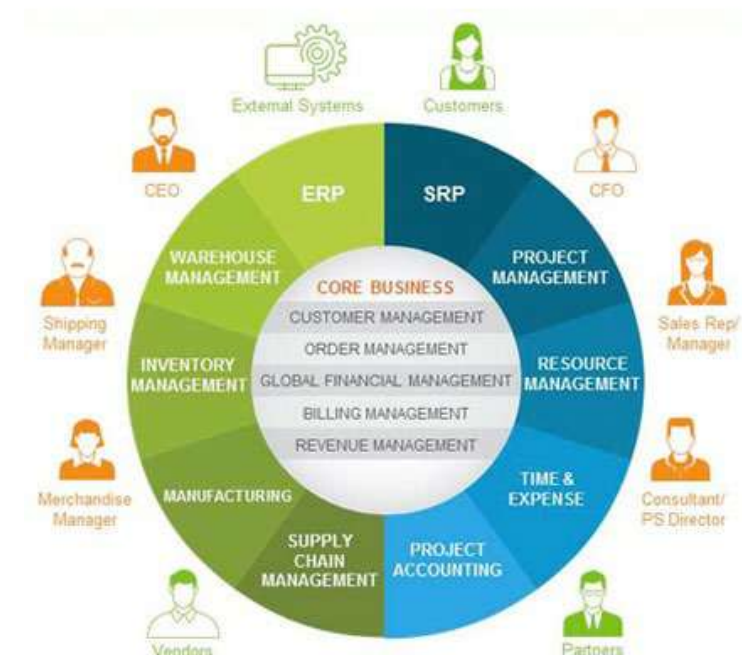 External Systems
Customers
CEO
CFO
ERP
SRP
WAREHOUSE
MANAGEMENT
PROJECT
MANAGEMENT
CORE BUSINESS
CUSTOMER MANAGEMENT
ORDER MANAGEMENT
GLOBAL FINANCIAL MANAGEMENT
BILLING MANAGEMENT
REVENUE MANAGEMENT
Shipping
Manager
Sales Rep/
Manager
INVENTORY
MANAGEMENT
RESOURCE
MANAGEMENT
Merchandise
Manager
MANUFACTURING
TIME &
EXPENSE
Consultant/
PS Director
SUPPLY
CHAIN
MANAGEMENT
PROJECT
ACCOUNTING
Vendors
Partners